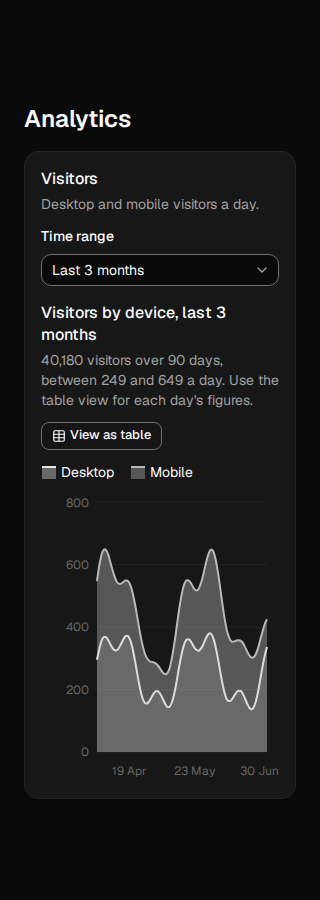 Analytics
Visitors
Desktop and mobile visitors a day.
Time range
Last 3 months
Visitors by device, last 3
months
40,180 visitors over 90 days,
between 249 and 649 a day. Use the
table view for each day's figures.
View as table
Desktop Mobile
800
600
400
200
0
19 Apr 23 May 30 Jun